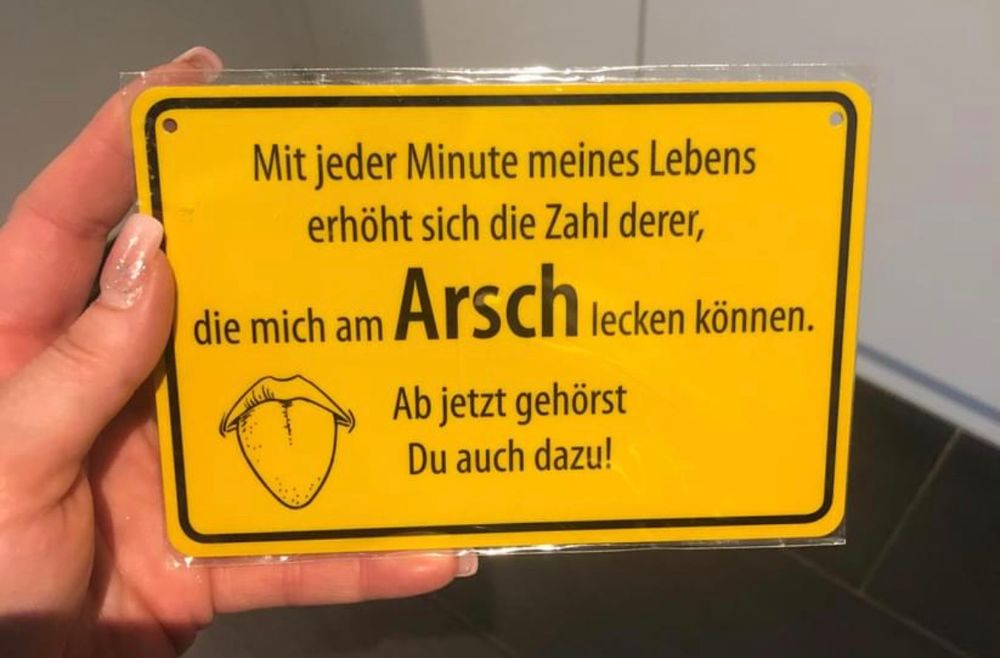 Mit jeder Minute meines Lebens
erhöht sich die Zahl derer,
die mich am Arsch lecken können.
Ab jetzt gehörst
Du auch dazu!